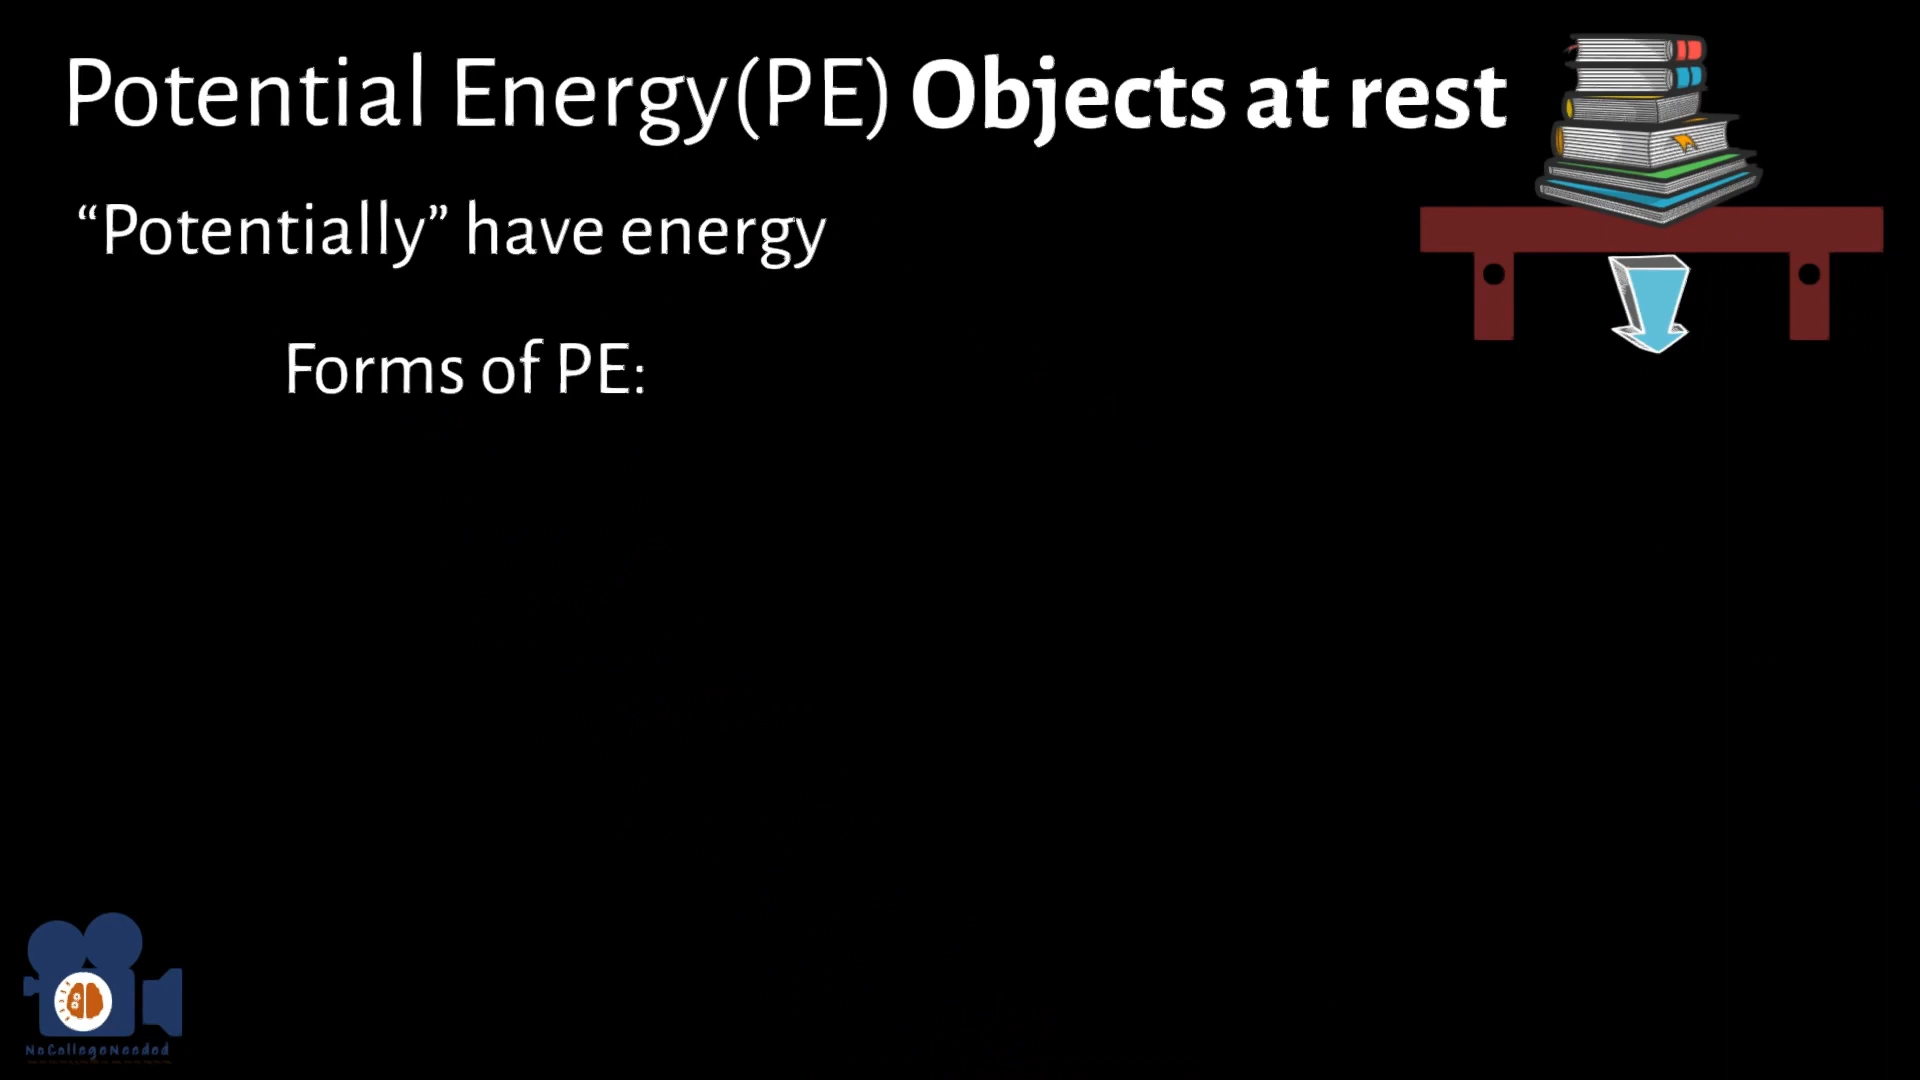 Potential Energy(PE) Objects at rest
“Potentially” have energy
Forms of PE:
NoCollegeNeeded